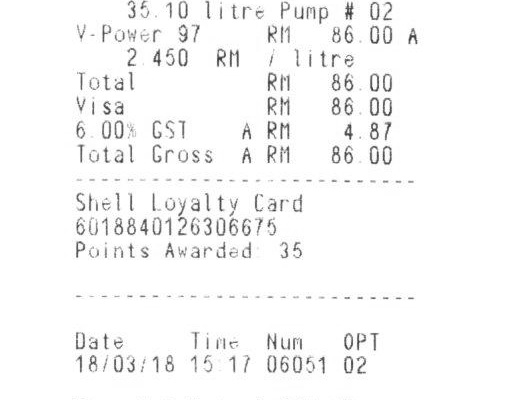 35.10 litre Pump # 02
V-Power 97 RM 86.00 A
2.450 RM / litre
Total RM 86.00
Visa RM 86.00
6.00% GST A RM 4.87
Total Gross A RM 86.00
Shell Loyalty Card
6018840126306675
Points Awarded: 35
Date Time Num OPT
18/03/18 15:17 06051 02